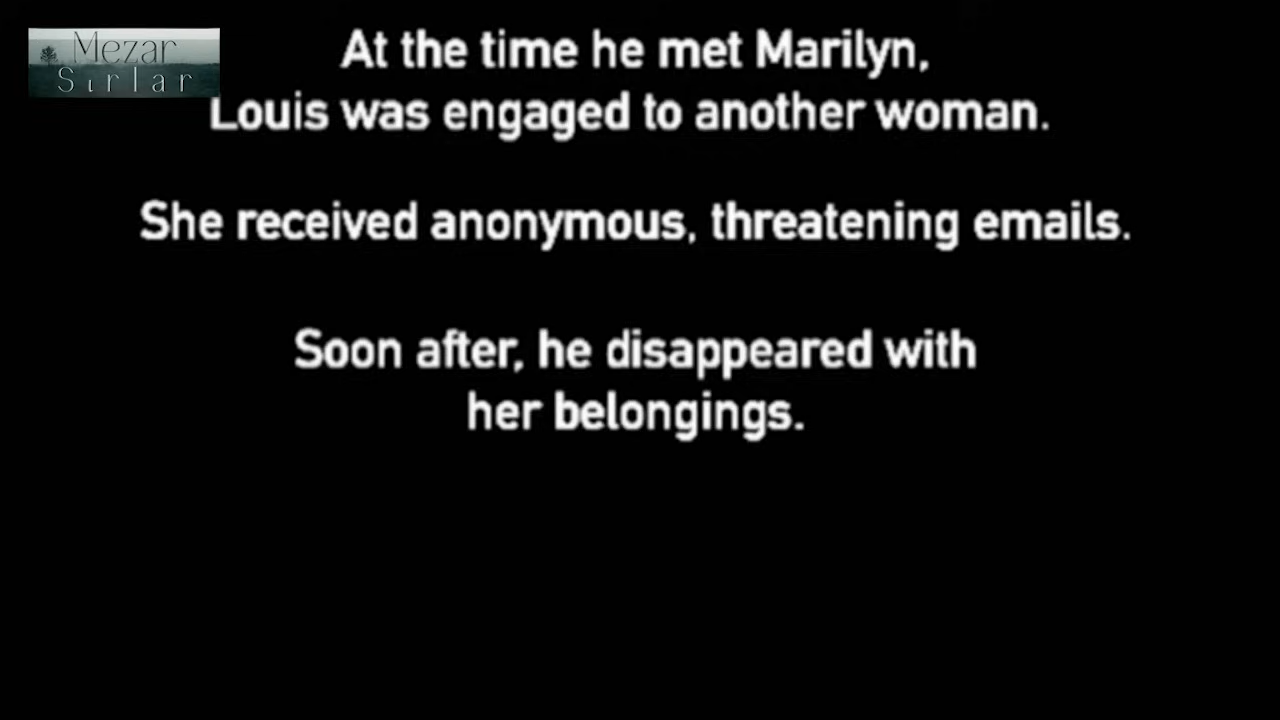 Mezar
Sırlar
At the time he met Marilyn,
Louis was engaged to another woman.
She received anonymous, threatening emails.
Soon after, he disappeared with
her belongings.